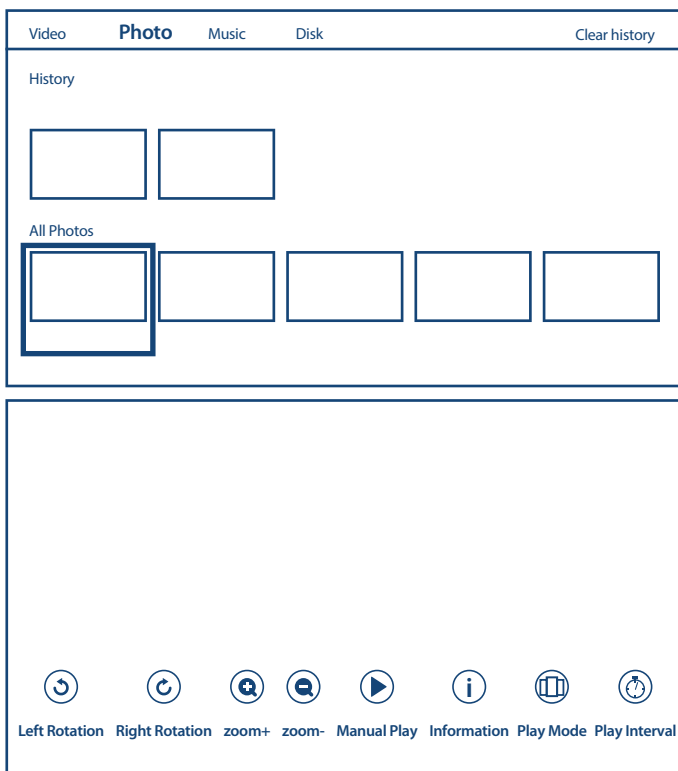 Video Photo Music Disk Clear history
History
All Photos
Left Rotation Right Rotation zoom+ zoom- Manual Play Information Play Mode Play Interval